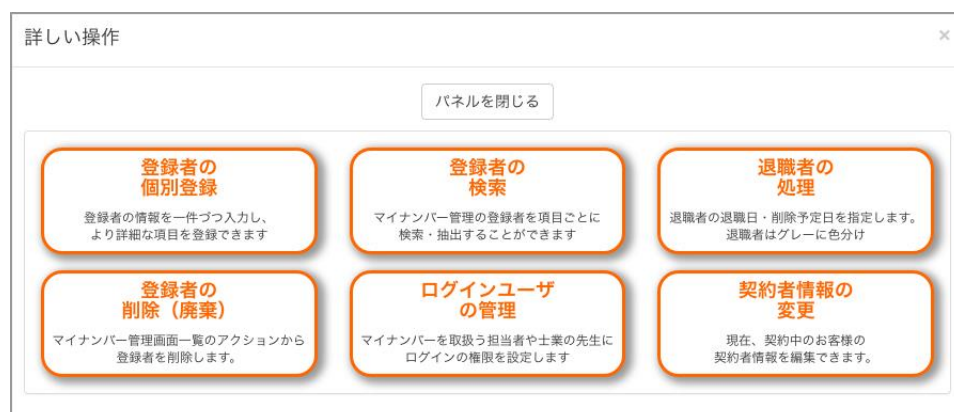 詳しい操作
×
パネルを閉じる
登録者の
個別登録
登録者の情報を一件づつ入力し、
より詳細な項目を登録できます
登録者の
検索
マイナンバー管理の登録者を項目ごとに
検索・抽出することができます
退職者の
処理
退職者の退職日・削除予定日を指定します。
退職者はグレーに色分け
登録者の
削除（廃棄）
マイナンバー管理画面一覧のアクションから
登録者を削除します。
ログインユーザ
の管理
マイナンバーを取扱う担当者や士業の先生に
ログインの権限を設定します
契約者情報の
変更
現在、契約中のお客様の
契約者情報を編集できます。